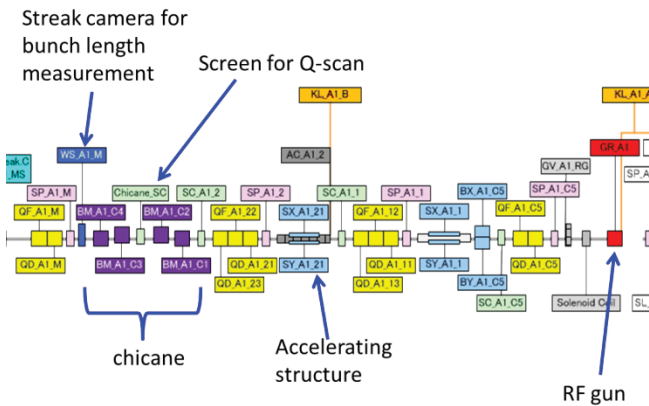 Streak camera for
bunch length
measurement
Screen for Q-scan
KL_A1_B
KL_A1_A
WS_A1_M
AC_A1_2
GR_A1
eak.C
_MS
GV_A1_RG
SP_A
SP_A1_M
Chicane_SC
SC_A1_2
SP_A1_2
SC_A1_1
SP_A1_1
BX_A1_C5
SP_A1_C5
QF_A1_M
BM_A1_C4
BM_A1_C2
QF_A1_22
SX_A1_21
QF_A1_12
SX_A1_1
QF_A1_C5
QD_A1_M
BM_A1_C3
BM_A1_C1
QD_A1_21
SY_A1_21
QD_A1_11
SY_A1_1
QD_A1_C5
QD_A1_23
QD_A1_13
BY_A1_C5
SC_A1_C5
Solenoid Coil
SL_
chicane
Accelerating
structure
RF gun